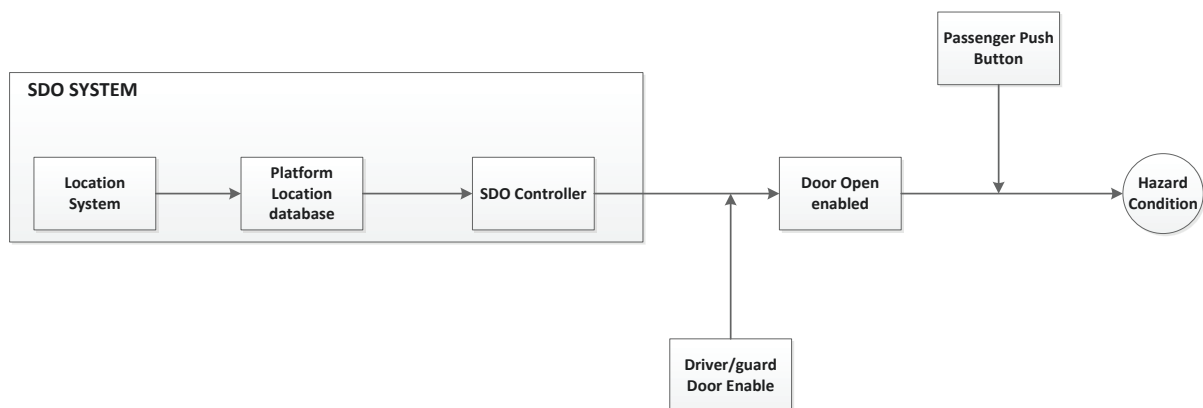 Passenger Push
Button
SDO SYSTEM
Location
System
Platform
Location
database
SDO Controller
Door Open
enabled
Hazard
Condition
Driver/guard
Door Enable